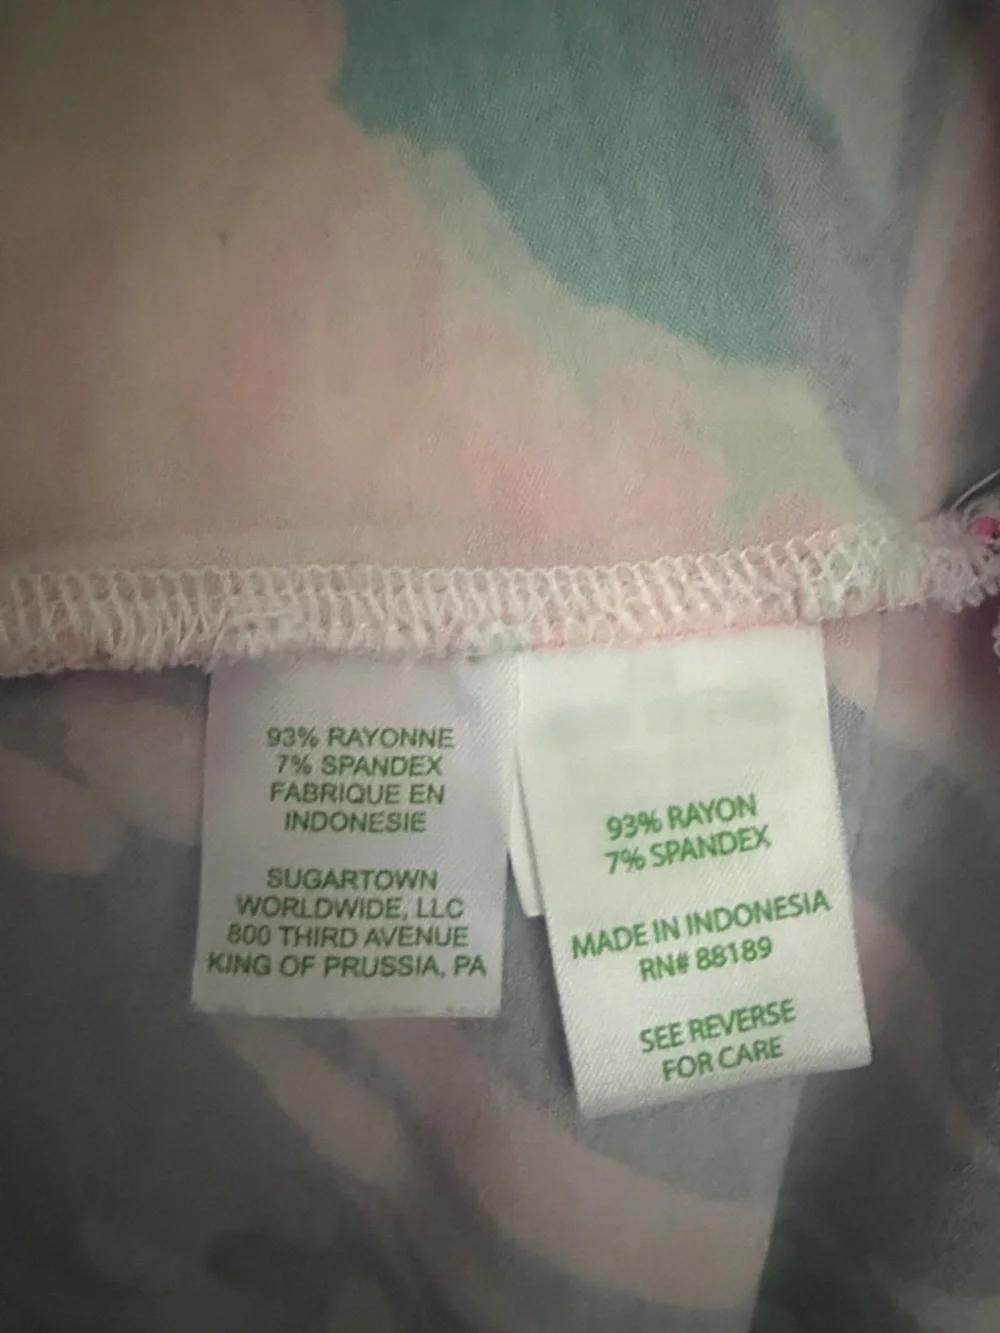 93% RAYONNE
7% SPANDEX
FABRIQUE EN
INDONESIE
SUGARTOWN
WORLDWIDE, LLC
800 THIRD AVENUE
KING OF PRUSSIA, PA
93% RAYON
7% SPANDEX
MADE IN INDONESIA
RN# 88189
SEE REVERSE
FOR CARE